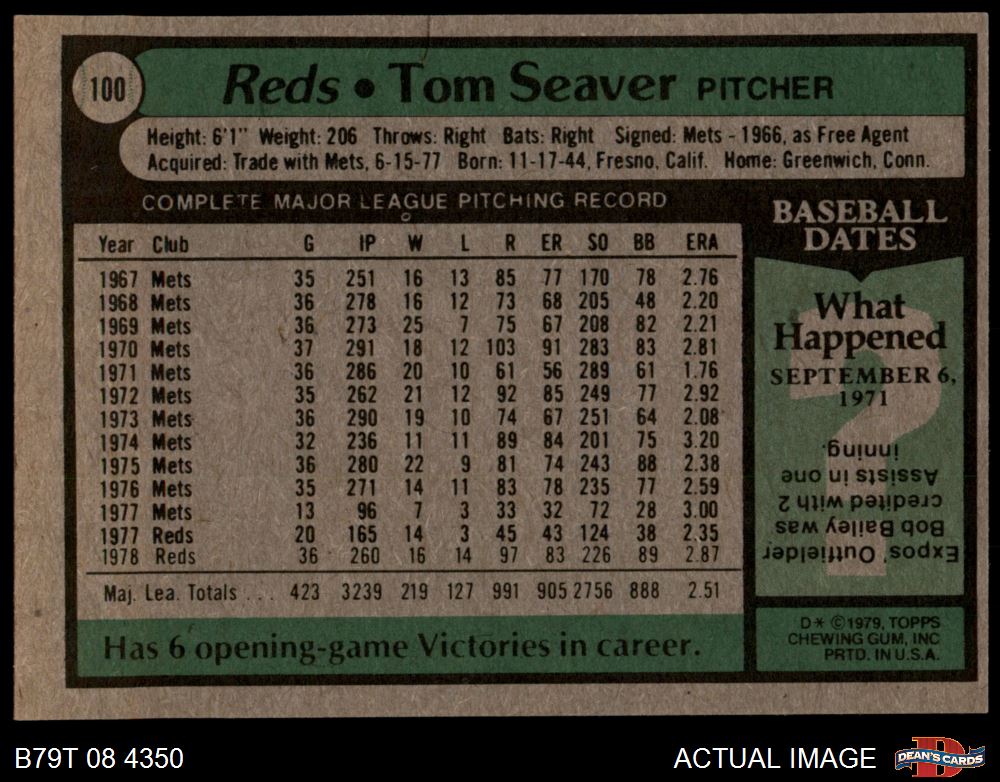 100
Reds • Tom Seaver PITCHER
Height: 6'1" Weight: 206 Throws: Right Bats: Right Signed: Mets - 1966, as Free Agent
Acquired: Trade with Mets, 6-15-77 Born: 11-17-44, Fresno, Calif. Home: Greenwich, Conn.
COMPLETE MAJOR LEAGUE PITCHING RECORD
Year Club G IP W L R ER SO BB ERA
1967 Mets 35 251 16 13 85 77 170 78 2.76
1968 Mets 36 278 16 12 73 68 205 48 2.20
1969 Mets 36 273 25 7 75 67 208 82 2.21
1970 Mets 37 291 18 12 103 91 283 83 2.81
1971 Mets 36 286 20 10 61 56 289 61 1.76
1972 Mets 35 262 21 12 92 85 249 77 2.92
1973 Mets 36 290 19 10 74 67 251 64 2.08
1974 Mets 32 236 11 11 89 84 201 75 3.20
1975 Mets 36 280 22 9 81 74 243 88 2.38
1976 Mets 35 271 14 11 83 78 235 77 2.59
1977 Mets 13 96 7 3 33 32 72 28 3.00
1977 Reds 20 165 14 3 45 43 124 38 2.35
1978 Reds 36 260 16 14 97 83 226 89 2.87
Maj. Lea. Totals . . . 423 3239 219 127 991 905 2756 888 2.51
Has 6 opening-game Victories in career.
BASEBALL
DATES
What
Happened
SEPTEMBER 6,
1971
?
Expos' Outfielder
Bob Bailey was
credited with 2
Assists in one
inning.
D* ©1979, TOPPS
CHEWING GUM, INC
PRTD. IN U.S.A.
B79T 08 4350
ACTUAL IMAGE
D
DEAN'S CARDS